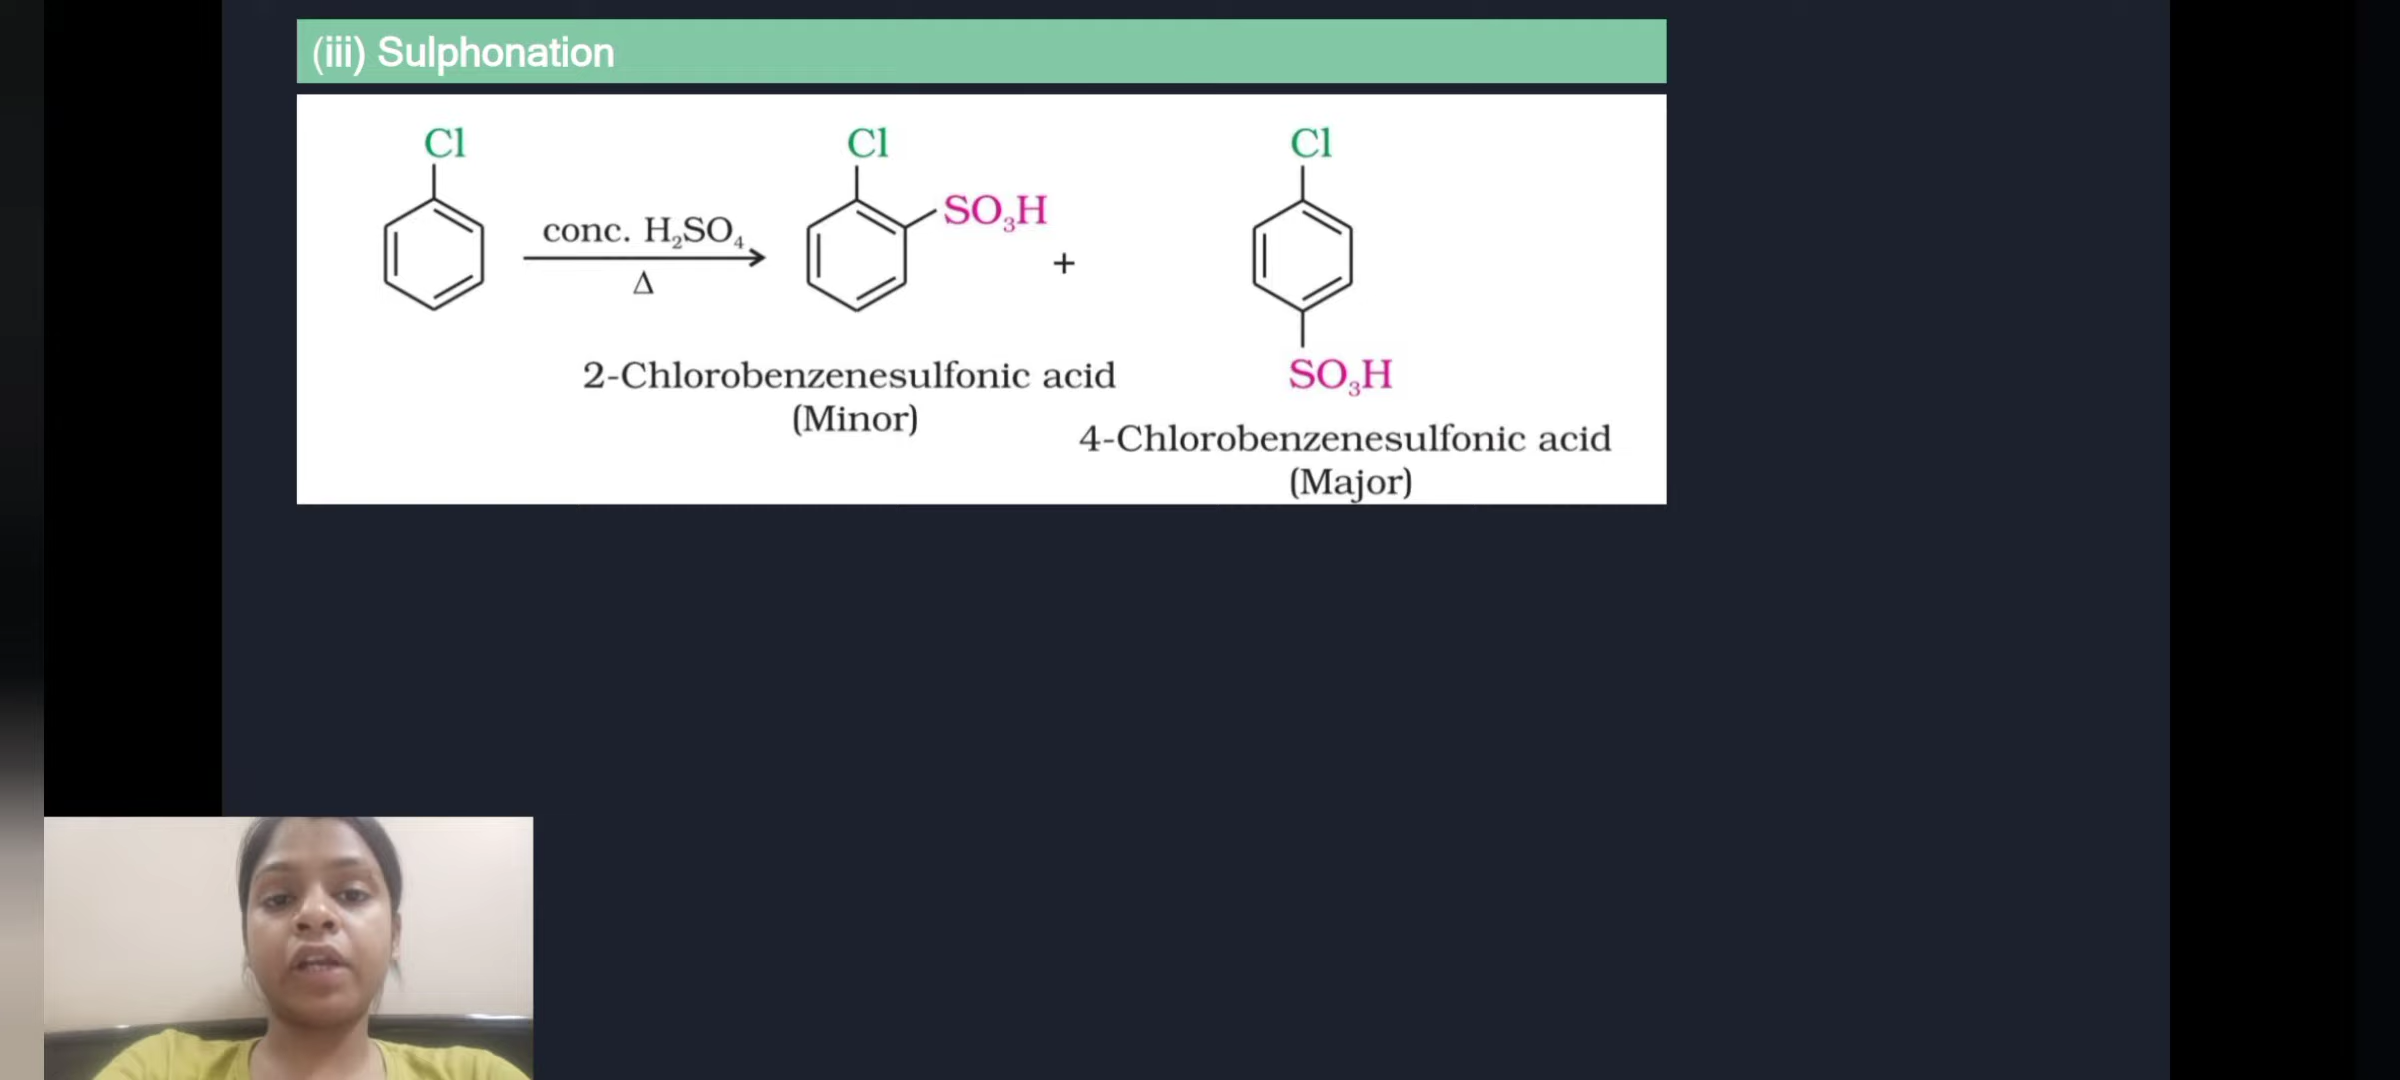 (iii) Sulphonation
Cl Cl Cl
SO₃H
conc. H₂SO₄
+
Δ
2-Chlorobenzenesulfonic acid
SO₃H
(Minor)
4-Chlorobenzenesulfonic acid
(Major)